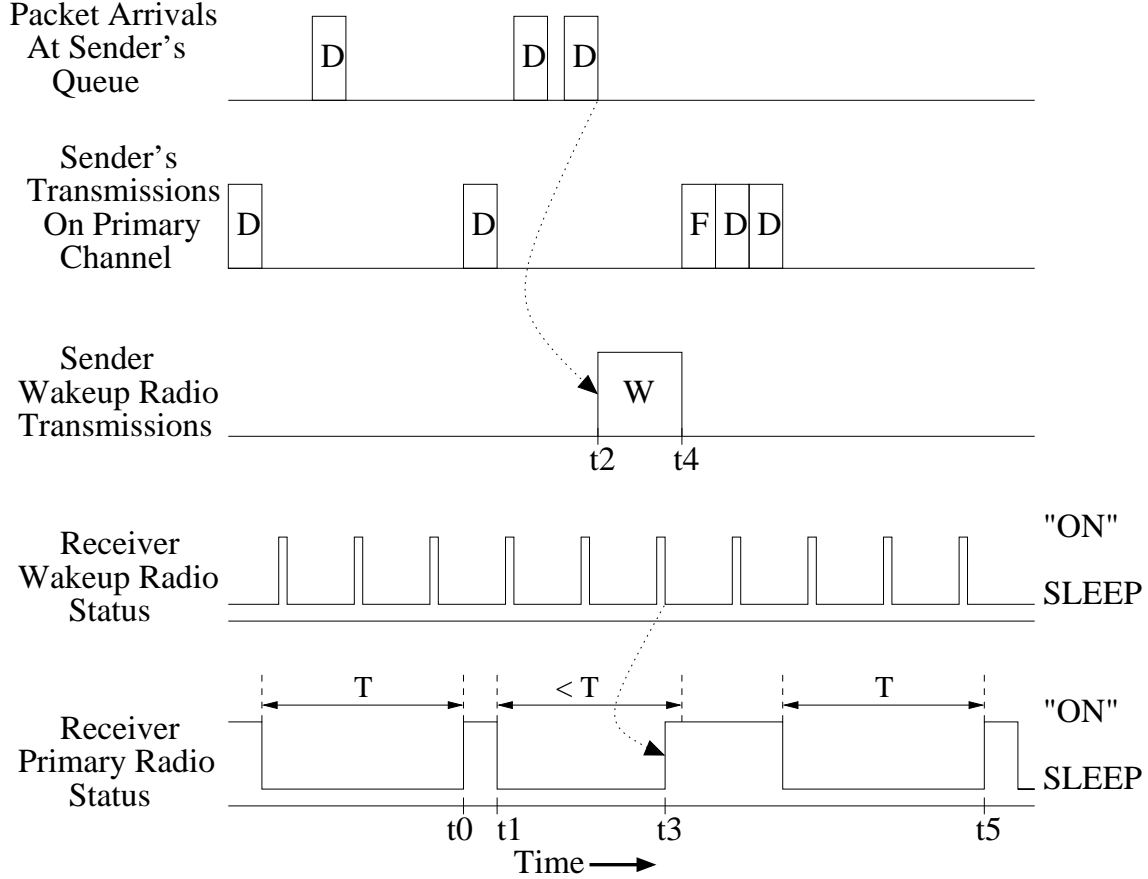 Packet Arrivals
At Sender's
Queue
D
D
D
Sender's
Transmissions
On Primary
Channel
D
D
F
D
D
Sender
Wakeup Radio
Transmissions
W
t2
t4
Receiver
Wakeup Radio
Status
"ON"
SLEEP
T
< T
T
Receiver
Primary Radio
Status
"ON"
SLEEP
t0
t1
t3
t5
Time